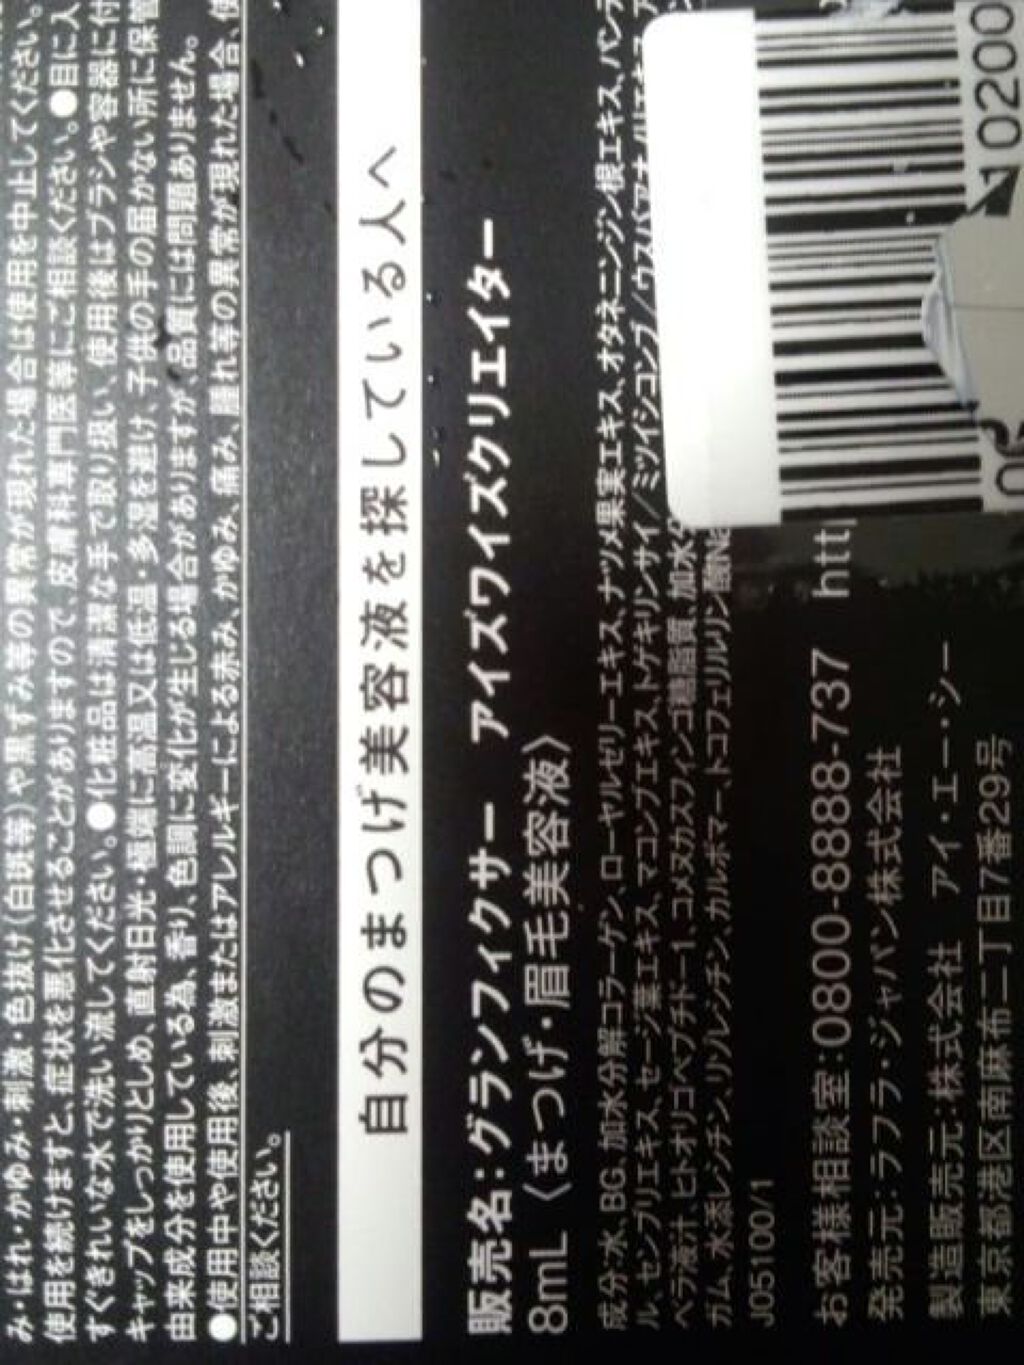 み・はれ・かゆみ・刺激・色抜け(白斑等)や黒ずみ等の異常が現れた場合は使用を中止してください。
使用を続けますと、症状を悪化させることがありますので、皮膚科専門医等にご相談ください。●目に入
すぐきれいな水で洗い流してください。●化粧品は清潔な手で取り扱い、使用後はブラシや容器に付
キャップをしっかりとしめ、直射日光・極端に高温又は低温・多湿を避け、子供の手の届かない所に保管
由来成分を使用している為、香り、色調に変化が生じる場合がありますが、品質には問題ありません。
●使用中や使用後、刺激またはアレルギーによる赤み、かゆみ、痛み、腫れ等の異常が現れた場合、使
ご相談ください。
自分のまつげ美容液を探している人へ
販売名:グランフィクサー アイズワイズクリエイター
8mL〈まつげ・眉毛美容液〉
成分:水、BG、加水分解コラーゲン、ローヤルゼリーエキス、ナツメ果実エキス、オタネニンジン根エキス、パンテ
ル、センブリエキス、セージ葉エキス、マコンブエキス、トゲキリンサイ/ミツイシコンブ/ウスバアオノリエキス、ア
ベラ液汁、ヒトオリゴペプチド-1、コメヌカスフィンゴ糖脂質、加水分
ガム、水添レシチン、リゾレシチン、カルボマー、トコフェリルリン酸Na
J05100/1
お客様相談室:0800-8888-737 htt
発売元:ラフラ・ジャパン株式会社
製造販売元:株式会社 アイ・エー・シー
東京都港区南麻布二丁目7番29号
10200